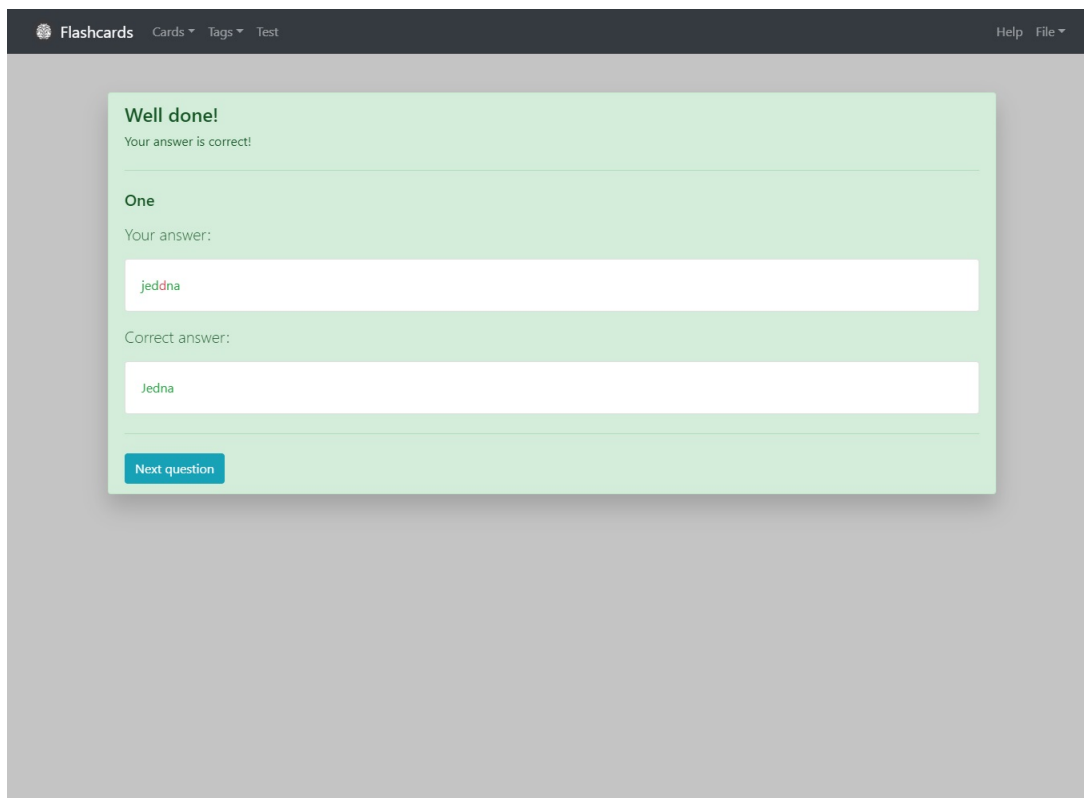 Flashcards Cards Tags Test Help File
Well done!
Your answer is correct!
One
Your answer:
jeddna
Correct answer:
Jedna
Next question